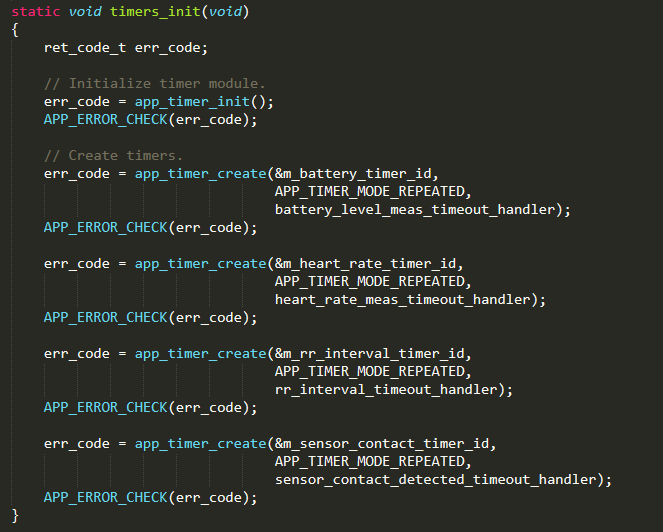 static void timers_init(void)
{
    ret_code_t err_code;

    // Initialize timer module.
    err_code = app_timer_init();
    APP_ERROR_CHECK(err_code);

    // Create timers.
    err_code = app_timer_create(&m_battery_timer_id,
                                APP_TIMER_MODE_REPEATED,
                                battery_level_meas_timeout_handler);
    APP_ERROR_CHECK(err_code);

    err_code = app_timer_create(&m_heart_rate_timer_id,
                                APP_TIMER_MODE_REPEATED,
                                heart_rate_meas_timeout_handler);
    APP_ERROR_CHECK(err_code);

    err_code = app_timer_create(&m_rr_interval_timer_id,
                                APP_TIMER_MODE_REPEATED,
                                rr_interval_timeout_handler);
    APP_ERROR_CHECK(err_code);

    err_code = app_timer_create(&m_sensor_contact_timer_id,
                                APP_TIMER_MODE_REPEATED,
                                sensor_contact_detected_timeout_handler);
    APP_ERROR_CHECK(err_code);
}